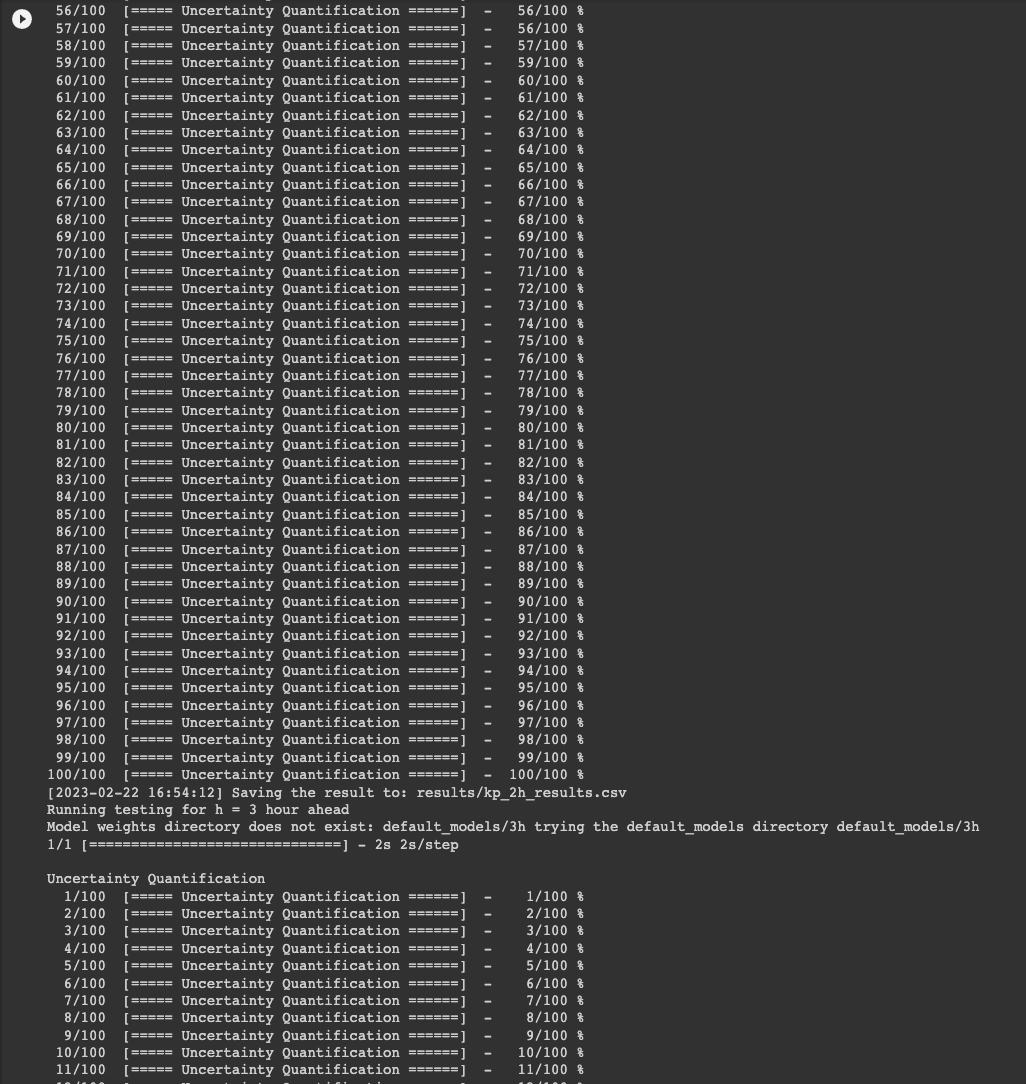 56/100 [===== Uncertainty Quantification ======] - 56/100 %
57/100 [===== Uncertainty Quantification ======] - 56/100 %
58/100 [===== Uncertainty Quantification ======] - 57/100 %
59/100 [===== Uncertainty Quantification ======] - 59/100 %
60/100 [===== Uncertainty Quantification ======] - 60/100 %
61/100 [===== Uncertainty Quantification ======] - 61/100 %
62/100 [===== Uncertainty Quantification ======] - 62/100 %
63/100 [===== Uncertainty Quantification ======] - 63/100 %
64/100 [===== Uncertainty Quantification ======] - 64/100 %
65/100 [===== Uncertainty Quantification ======] - 65/100 %
66/100 [===== Uncertainty Quantification ======] - 66/100 %
67/100 [===== Uncertainty Quantification ======] - 67/100 %
68/100 [===== Uncertainty Quantification ======] - 68/100 %
69/100 [===== Uncertainty Quantification ======] - 69/100 %
70/100 [===== Uncertainty Quantification ======] - 70/100 %
71/100 [===== Uncertainty Quantification ======] - 71/100 %
72/100 [===== Uncertainty Quantification ======] - 72/100 %
73/100 [===== Uncertainty Quantification ======] - 73/100 %
74/100 [===== Uncertainty Quantification ======] - 74/100 %
75/100 [===== Uncertainty Quantification ======] - 75/100 %
76/100 [===== Uncertainty Quantification ======] - 76/100 %
77/100 [===== Uncertainty Quantification ======] - 77/100 %
78/100 [===== Uncertainty Quantification ======] - 78/100 %
79/100 [===== Uncertainty Quantification ======] - 79/100 %
80/100 [===== Uncertainty Quantification ======] - 80/100 %
81/100 [===== Uncertainty Quantification ======] - 81/100 %
82/100 [===== Uncertainty Quantification ======] - 82/100 %
83/100 [===== Uncertainty Quantification ======] - 83/100 %
84/100 [===== Uncertainty Quantification ======] - 84/100 %
85/100 [===== Uncertainty Quantification ======] - 85/100 %
86/100 [===== Uncertainty Quantification ======] - 86/100 %
87/100 [===== Uncertainty Quantification ======] - 87/100 %
88/100 [===== Uncertainty Quantification ======] - 88/100 %
89/100 [===== Uncertainty Quantification ======] - 89/100 %
90/100 [===== Uncertainty Quantification ======] - 90/100 %
91/100 [===== Uncertainty Quantification ======] - 91/100 %
92/100 [===== Uncertainty Quantification ======] - 92/100 %
93/100 [===== Uncertainty Quantification ======] - 93/100 %
94/100 [===== Uncertainty Quantification ======] - 94/100 %
95/100 [===== Uncertainty Quantification ======] - 95/100 %
96/100 [===== Uncertainty Quantification ======] - 96/100 %
97/100 [===== Uncertainty Quantification ======] - 97/100 %
98/100 [===== Uncertainty Quantification ======] - 98/100 %
99/100 [===== Uncertainty Quantification ======] - 99/100 %
100/100 [===== Uncertainty Quantification ======] - 100/100 %
[2023-02-22 16:54:12] Saving the result to: results/kp_2h_results.csv
Running testing for h = 3 hour ahead
Model weights directory does not exist: default_models/3h trying the default_models directory default_models/3h
1/1 [==============================] - 2s 2s/step
Uncertainty Quantification
1/100 [===== Uncertainty Quantification ======] - 1/100 %
2/100 [===== Uncertainty Quantification ======] - 2/100 %
3/100 [===== Uncertainty Quantification ======] - 3/100 %
4/100 [===== Uncertainty Quantification ======] - 4/100 %
5/100 [===== Uncertainty Quantification ======] - 5/100 %
6/100 [===== Uncertainty Quantification ======] - 6/100 %
7/100 [===== Uncertainty Quantification ======] - 7/100 %
8/100 [===== Uncertainty Quantification ======] - 8/100 %
9/100 [===== Uncertainty Quantification ======] - 9/100 %
10/100 [===== Uncertainty Quantification ======] - 10/100 %
11/100 [===== Uncertainty Quantification ======] - 11/100 %